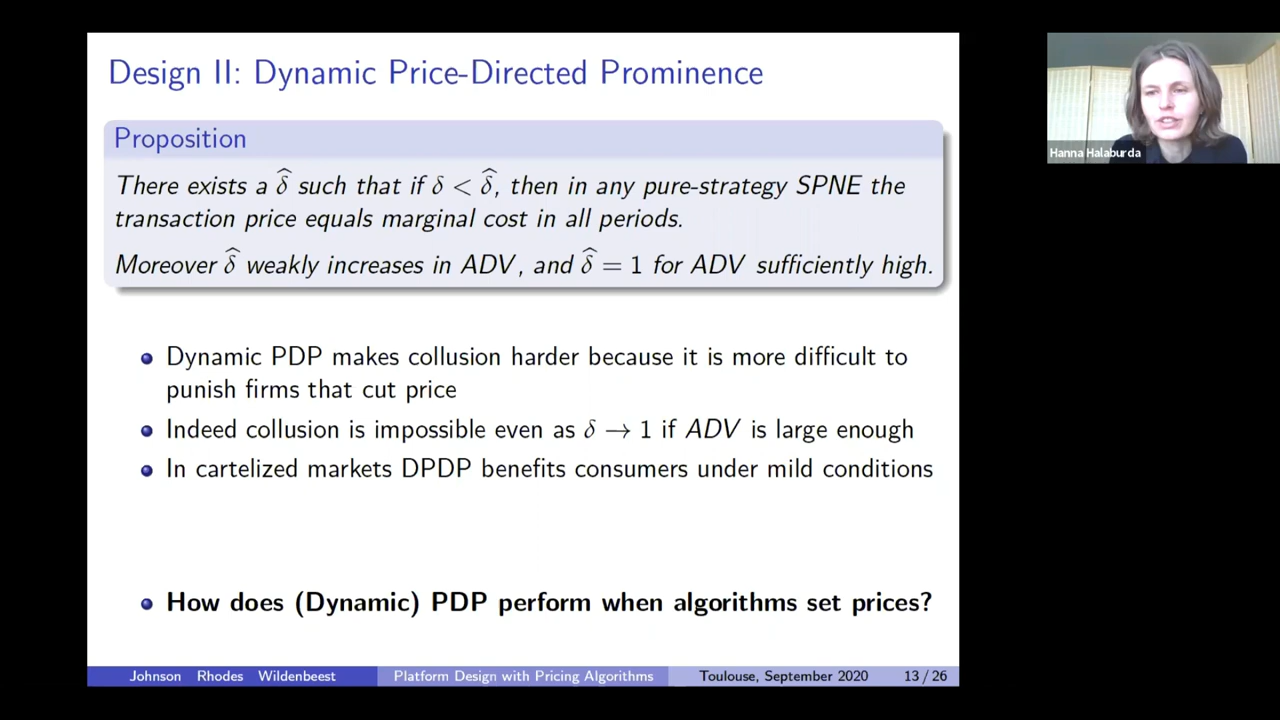 Design II: Dynamic Price-Directed Prominence
Proposition
There exists a δ̂ such that if δ < δ̂, then in any pure-strategy SPNE the
transaction price equals marginal cost in all periods.
Moreover δ̂ weakly increases in ADV, and δ̂ = 1 for ADV sufficiently high.
Dynamic PDP makes collusion harder because it is more difficult to
punish firms that cut price
Indeed collusion is impossible even as δ → 1 if ADV is large enough
In cartelized markets DPDP benefits consumers under mild conditions
How does (Dynamic) PDP perform when algorithms set prices?
Johnson Rhodes Wildenbeest
Platform Design with Pricing Algorithms
Toulouse, September 2020
13 / 26
Hanna Halaburda